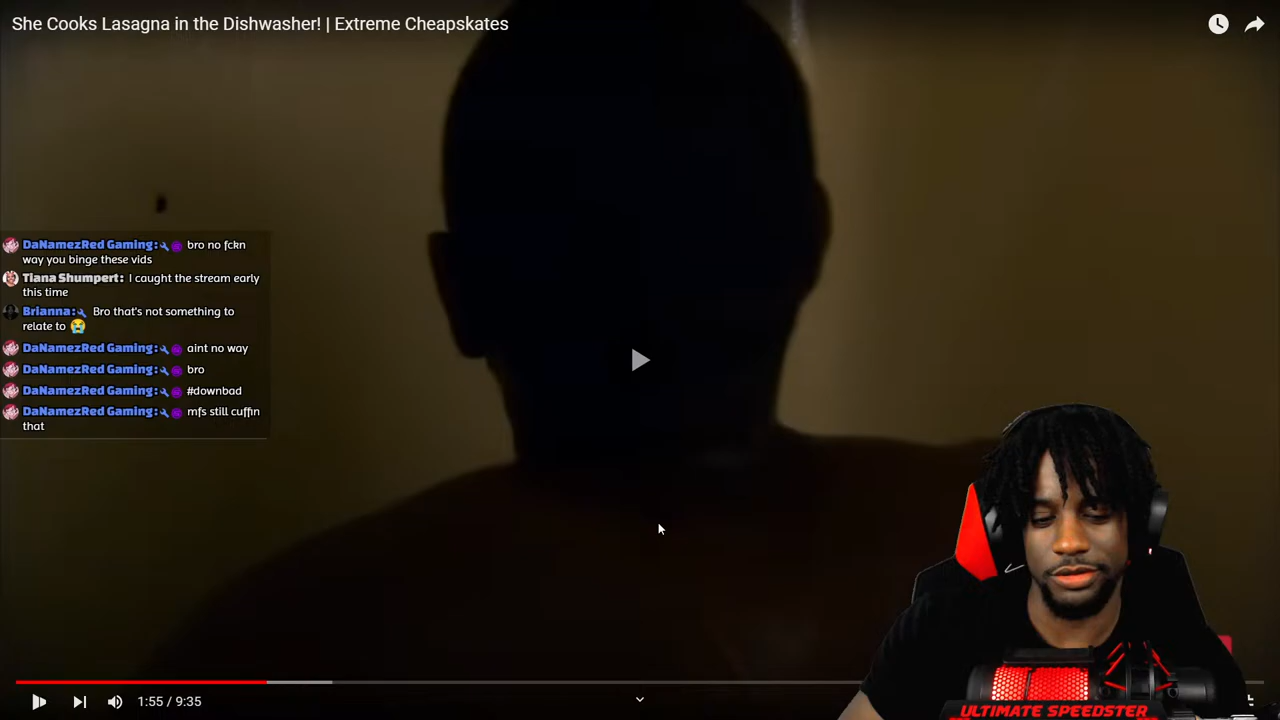 She Cooks Lasagna in the Dishwasher! | Extreme Cheapskates
DaNamezRed Gaming: bro no fckn
way you binge these vids
Tiana Shumpert: I caught the stream early
this time
Brianna: Bro that's not something to
relate to 😭
DaNamezRed Gaming: aint no way
DaNamezRed Gaming: bro
DaNamezRed Gaming: #downbad
DaNamezRed Gaming: mfs still cuffin
that
1:55 / 9:35
ULTIMATE SPEEDSTER